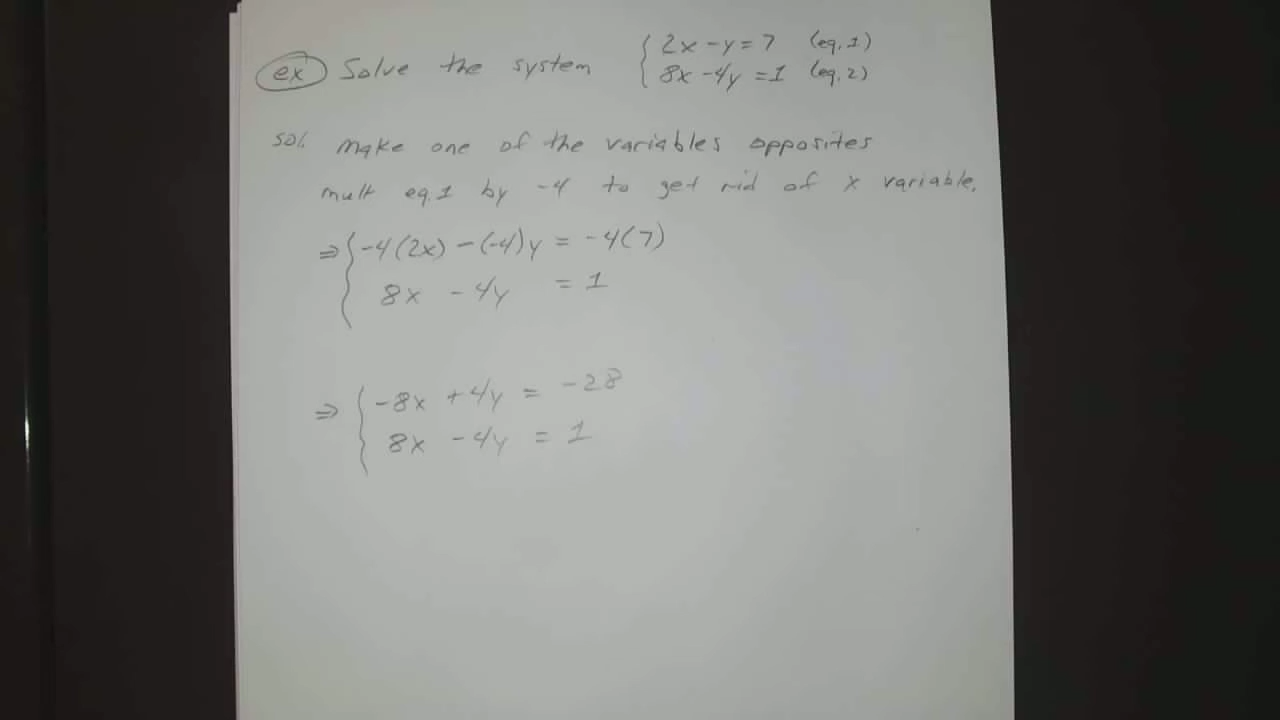 ex Solve the system { 2x - y = 7 (eq.1)
8x - 4y = 1 (eq.2)
sol. Make one of the variables opposites
mult eq.1 by -4 to get rid of x variable.
⇒ { -4(2x) - (-4)y = -4(7)
8x - 4y = 1
⇒ { -8x + 4y = -28
8x - 4y = 1